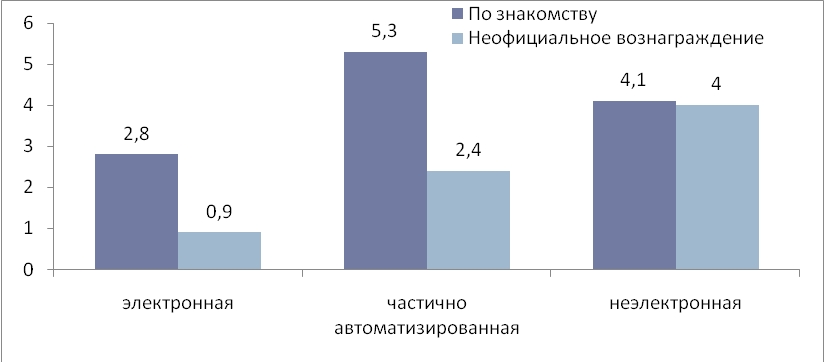 По знакомству
Неофициальное вознаграждение
6
5
4
3
2
1
0
2,8
0,9
5,3
2,4
4,1
4
электронная
частично
автоматизированная
неэлектронная